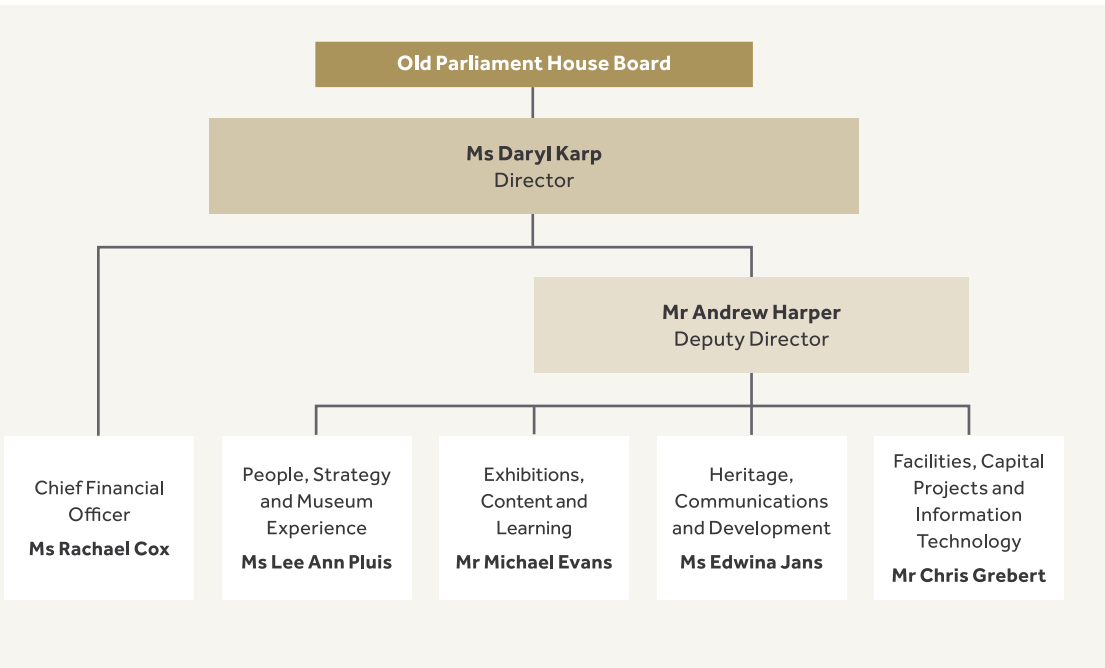 Old Parliament House Board
Ms Daryl Karp
Director
Mr Andrew Harper
Deputy Director
Chief Financial
Officer
Ms Rachael Cox
People, Strategy
and Museum
Experience
Ms Lee Ann Pluis
Exhibitions,
Content and
Learning
Mr Michael Evans
Heritage,
Communications
and Development
Ms Edwina Jans
Facilities, Capital
Projects and
Information
Technology
Mr Chris Grebert